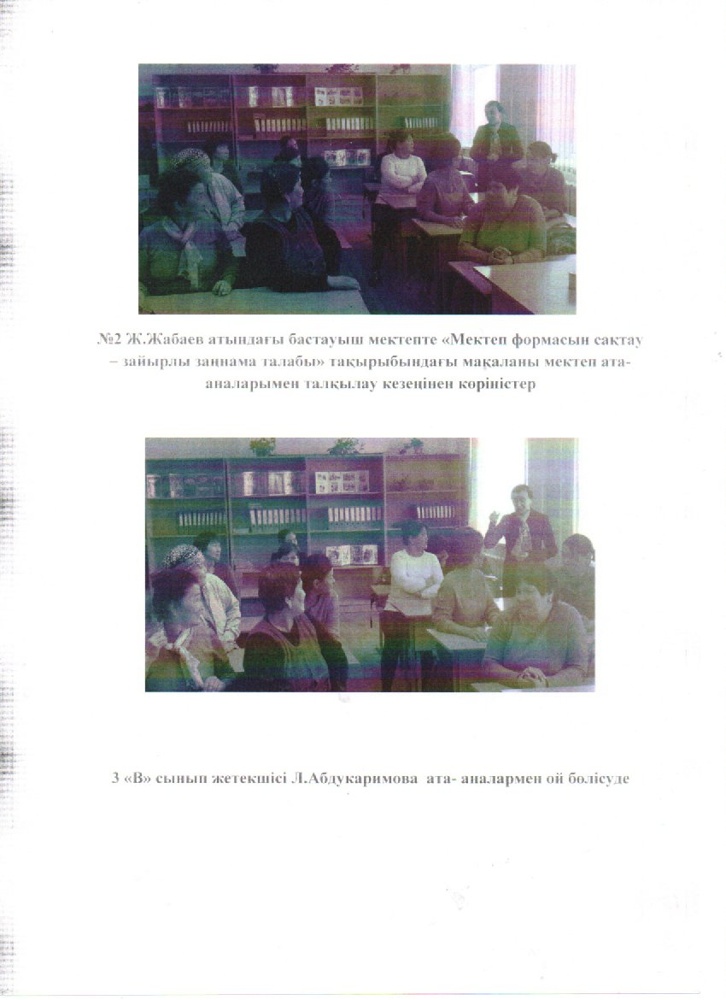 №2 Ж.Жабаев атындағы бастауыш мектепте «Мектеп формасын сақтау
– зайырлы заңнама талабы» тақырыбындағы мақаланы мектеп ата-
аналарымен талқылау кезеңінен көріністер
3 «В» сынып жетекшісі Л.Абдукаримова ата- аналармен ой бөлісуде